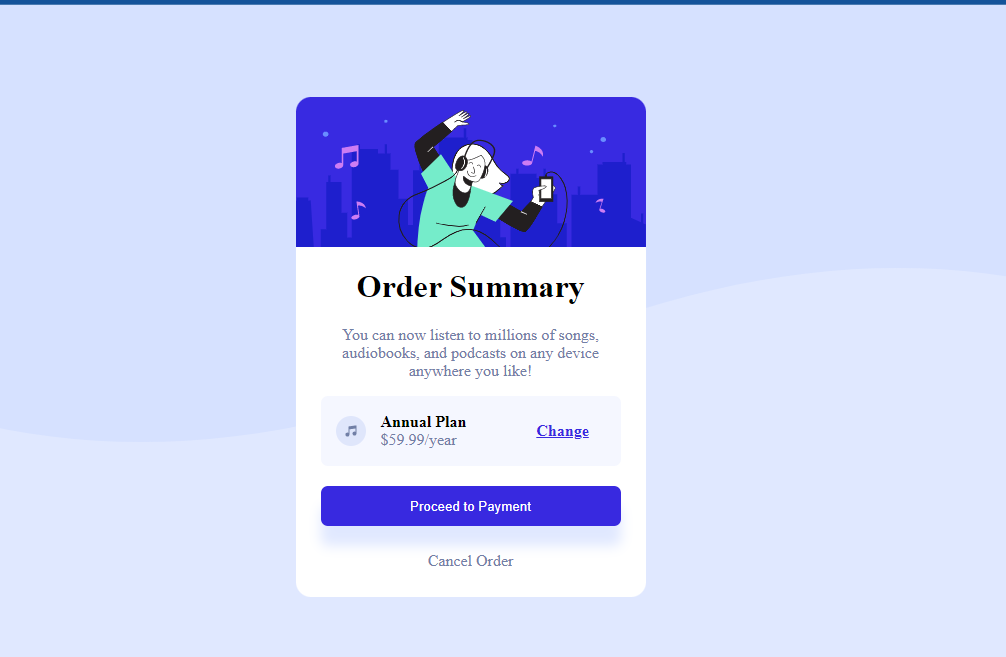 Order Summary
You can now listen to millions of songs,
audiobooks, and podcasts on any device
anywhere you like!
Annual Plan
$59.99/year
Change
Proceed to Payment
Cancel Order